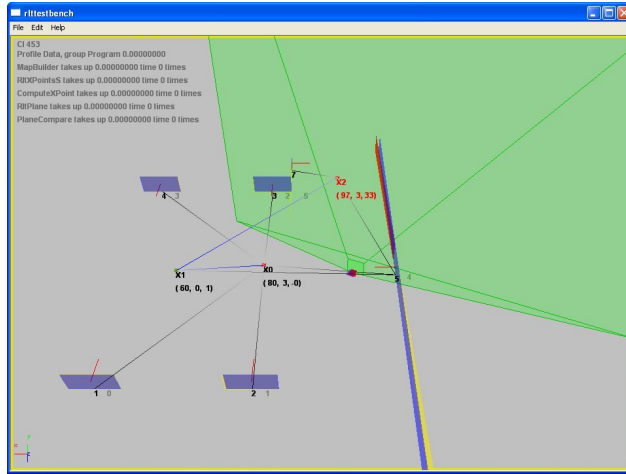 rlttestbench
File Edit Help
CI 453
Profile Data, group Program 0.00000000
MapBuilder takes up 0.00000000 time 0 times
RltXPointsS takes up 0.00000000 time 0 times
ComputeXPoint takes up 0.00000000 time 0 times
RltPlane takes up 0.00000000 time 0 times
PlaneCompare takes up 0.00000000 time 0 times
7
X2
4 3
3 2 5
(97, 3, 33)
X1
X0
5 4
(60, 0, 1)
(80, 3, -0)
1 0
2 1